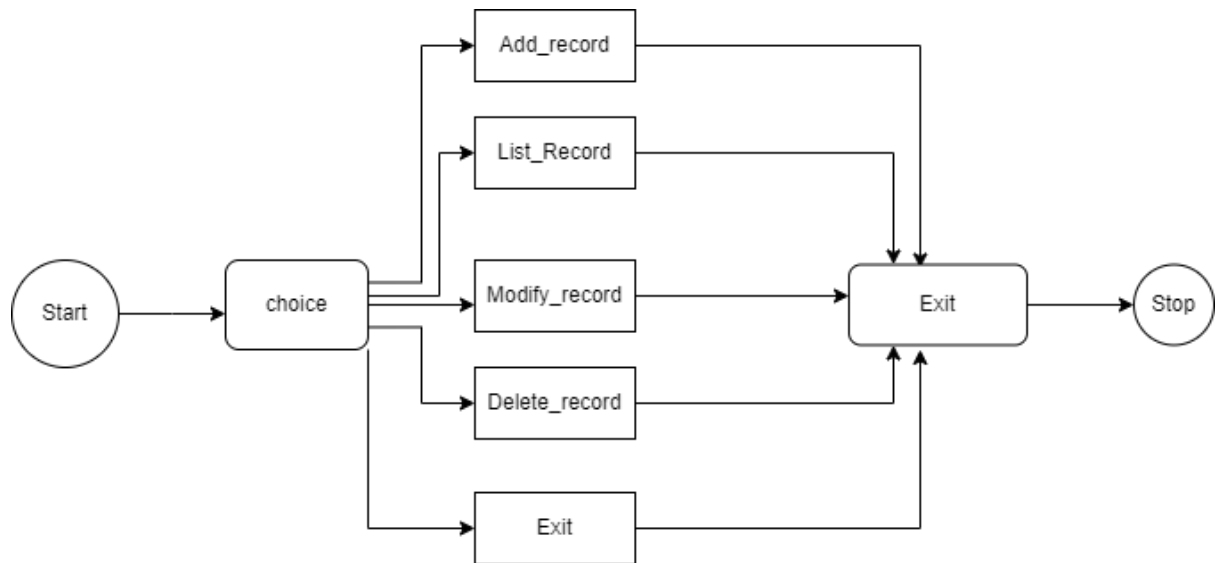 Add_record
List_Record
Start
choice
Modify_record
Exit
Stop
Delete_record
Exit